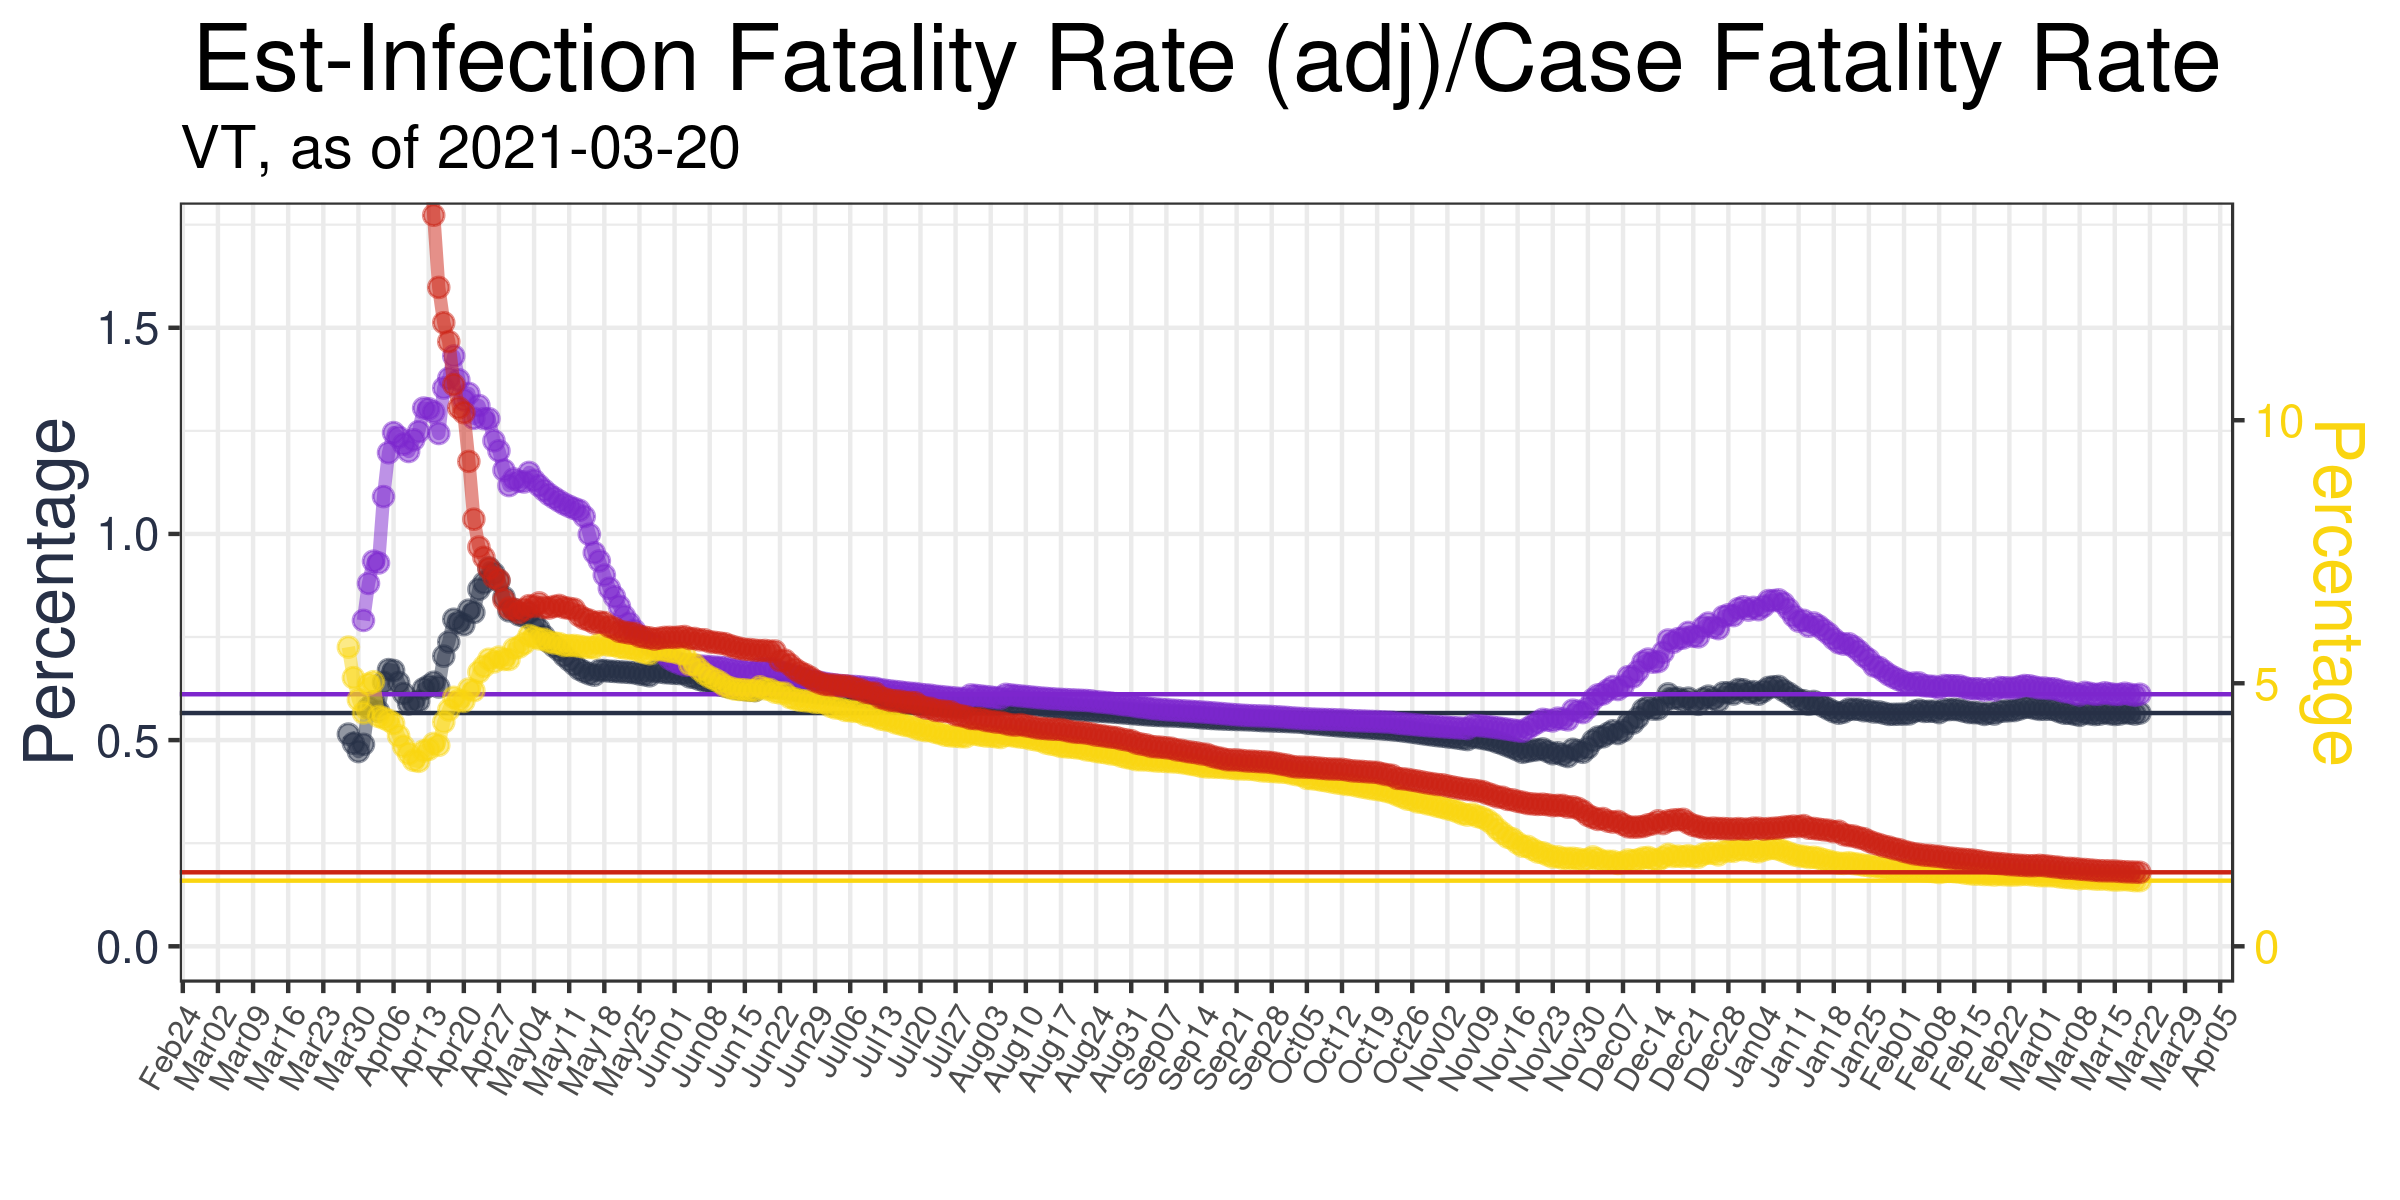 Est-Infection Fatality Rate (adj)/Case Fatality Rate
VT, as of 2021-03-20
Percentage
1.5
1.0
0.5
0.0
10
5
0
Percentage
Feb24
Mar02
Mar09
Mar16
Mar23
Mar30
Apr06
Apr13
Apr20
Apr27
May04
May11
May18
May25
Jun01
Jun08
Jun15
Jun22
Jun29
Jul06
Jul13
Jul20
Jul27
Aug03
Aug10
Aug17
Aug24
Aug31
Sep07
Sep14
Sep21
Sep28
Oct05
Oct12
Oct19
Oct26
Nov02
Nov09
Nov16
Nov23
Nov30
Dec07
Dec14
Dec21
Dec28
Jan04
Jan11
Jan18
Jan25
Feb01
Feb08
Feb15
Feb22
Mar01
Mar08
Mar15
Mar22
Mar29
Apr05